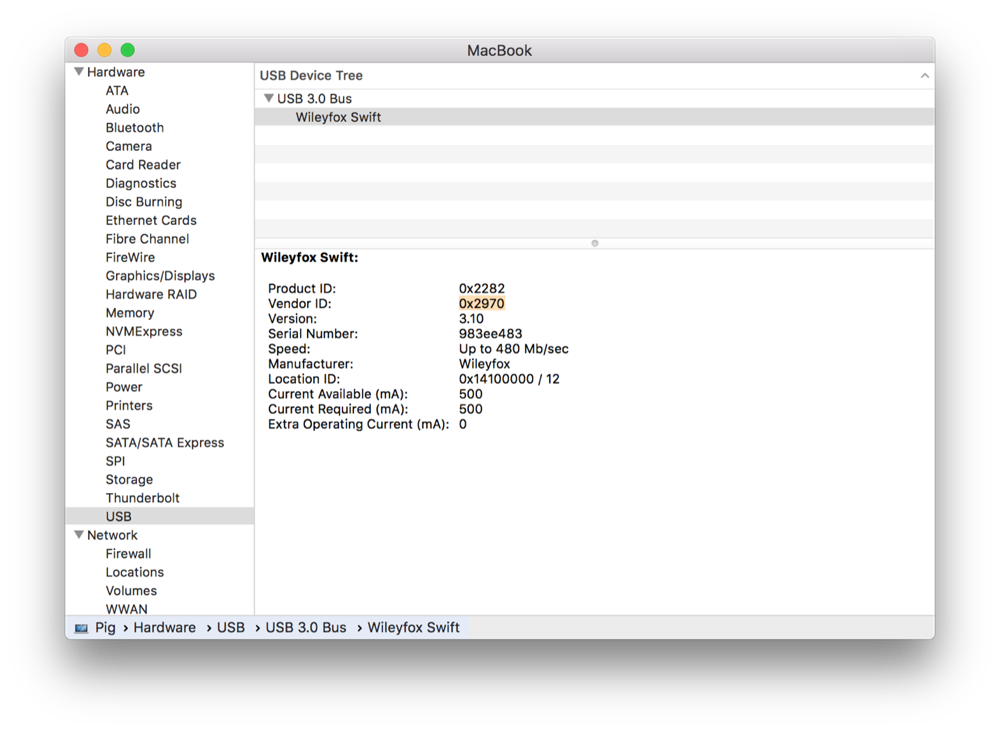 MacBook
Hardware
ATA
Audio
Bluetooth
Camera
Card Reader
Diagnostics
Disc Burning
Ethernet Cards
Fibre Channel
FireWire
Graphics/Displays
Hardware RAID
Memory
NVMExpress
PCI
Parallel SCSI
Power
Printers
SAS
SATA/SATA Express
SPI
Storage
Thunderbolt
USB
Network
Firewall
Locations
Volumes
WWAN
USB Device Tree
USB 3.0 Bus
Wileyfox Swift
Wileyfox Swift:
Product ID: 0x2282
Vendor ID: 0x2970
Version: 3.10
Serial Number: 983ee483
Speed: Up to 480 Mb/sec
Manufacturer: Wileyfox
Location ID: 0x14100000 / 12
Current Available (mA): 500
Current Required (mA): 500
Extra Operating Current (mA): 0
Pig › Hardware › USB › USB 3.0 Bus › Wileyfox Swift